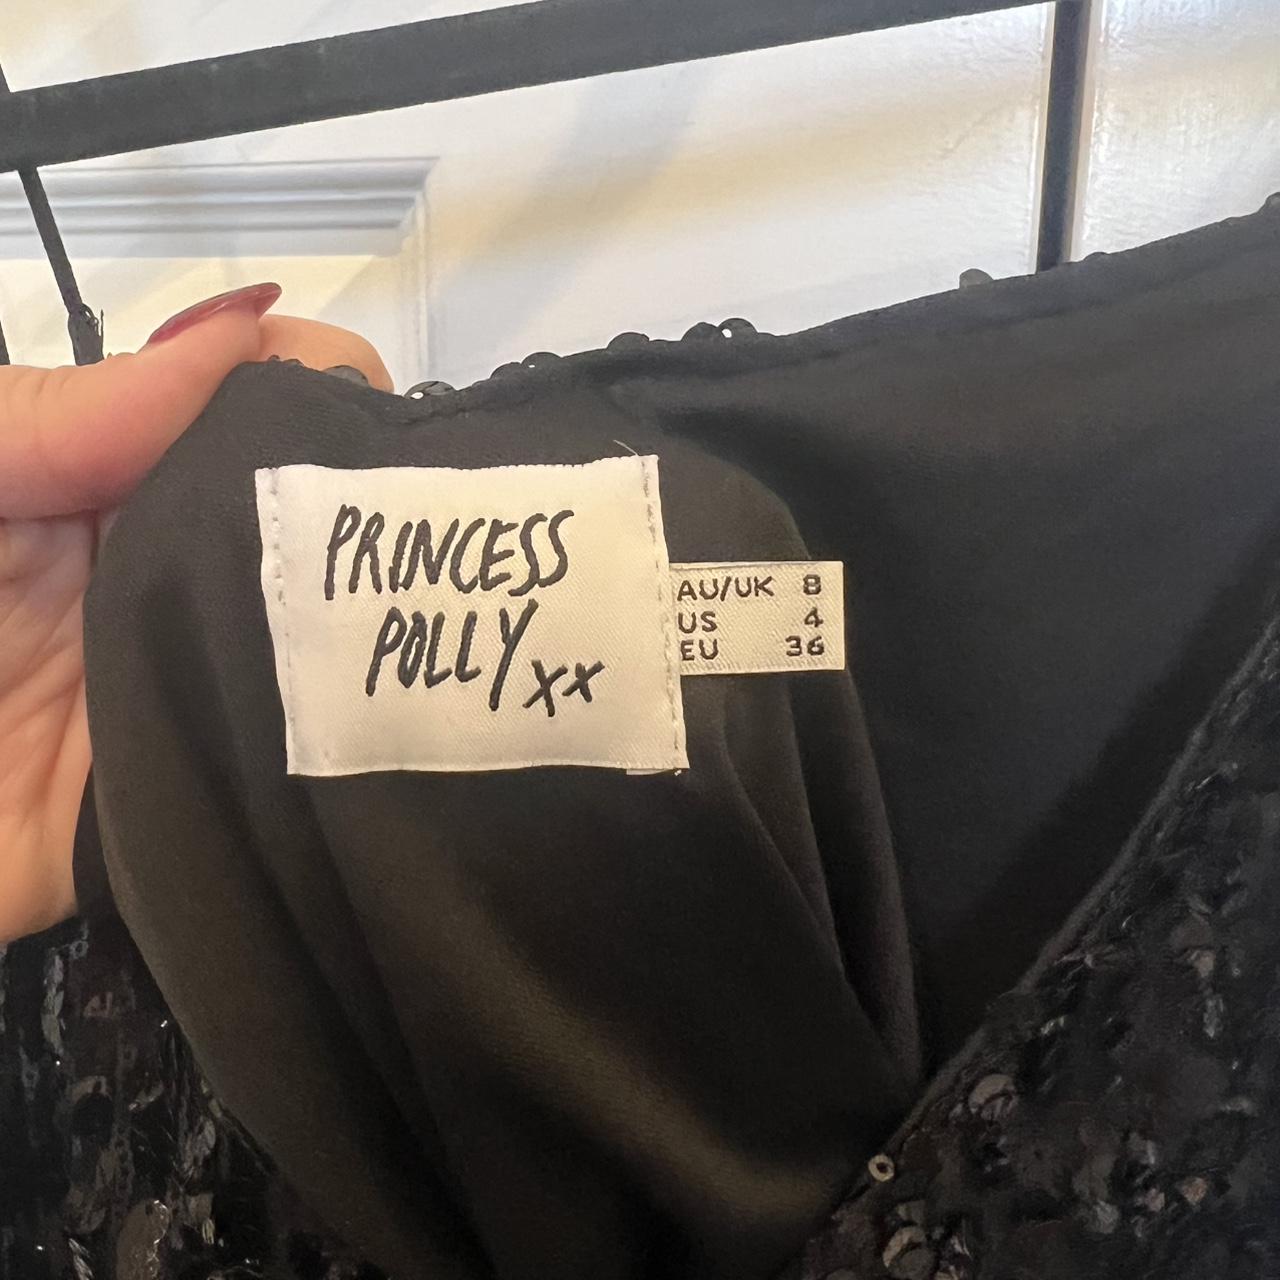 PRINCESS
POLLY xx
AU/UK 8
US 4
EU 36